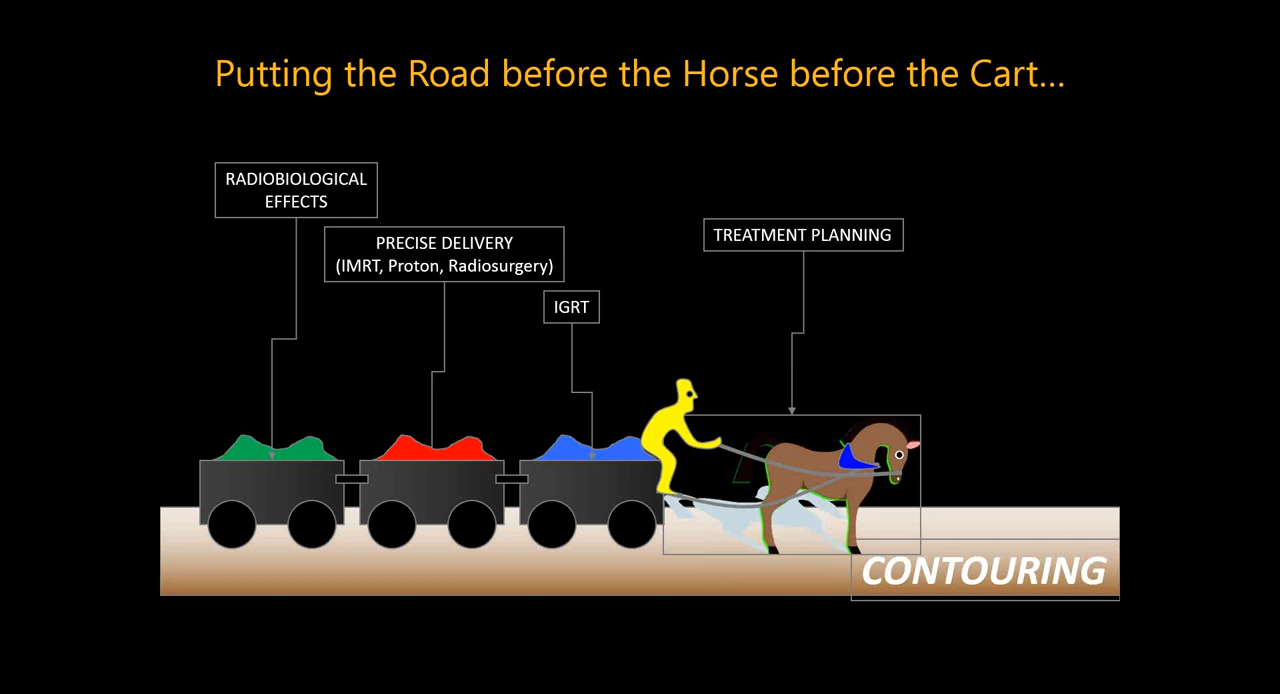 Putting the Road before the Horse before the Cart...
RADIOBIOLOGICAL
EFFECTS
PRECISE DELIVERY
(IMRT, Proton, Radiosurgery)
TREATMENT PLANNING
IGRT
CONTOURING